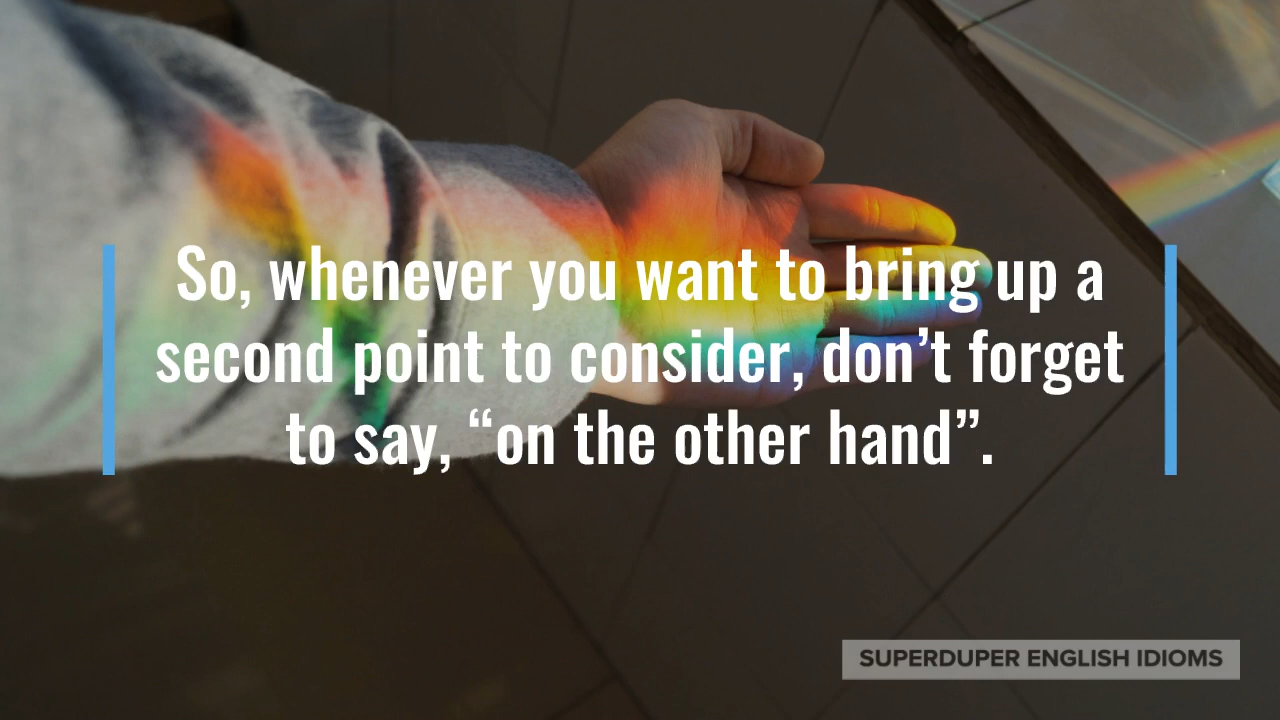 So, whenever you want to bring up a
second point to consider, don’t forget
to say, “on the other hand”.
SUPERDUPER ENGLISH IDIOMS